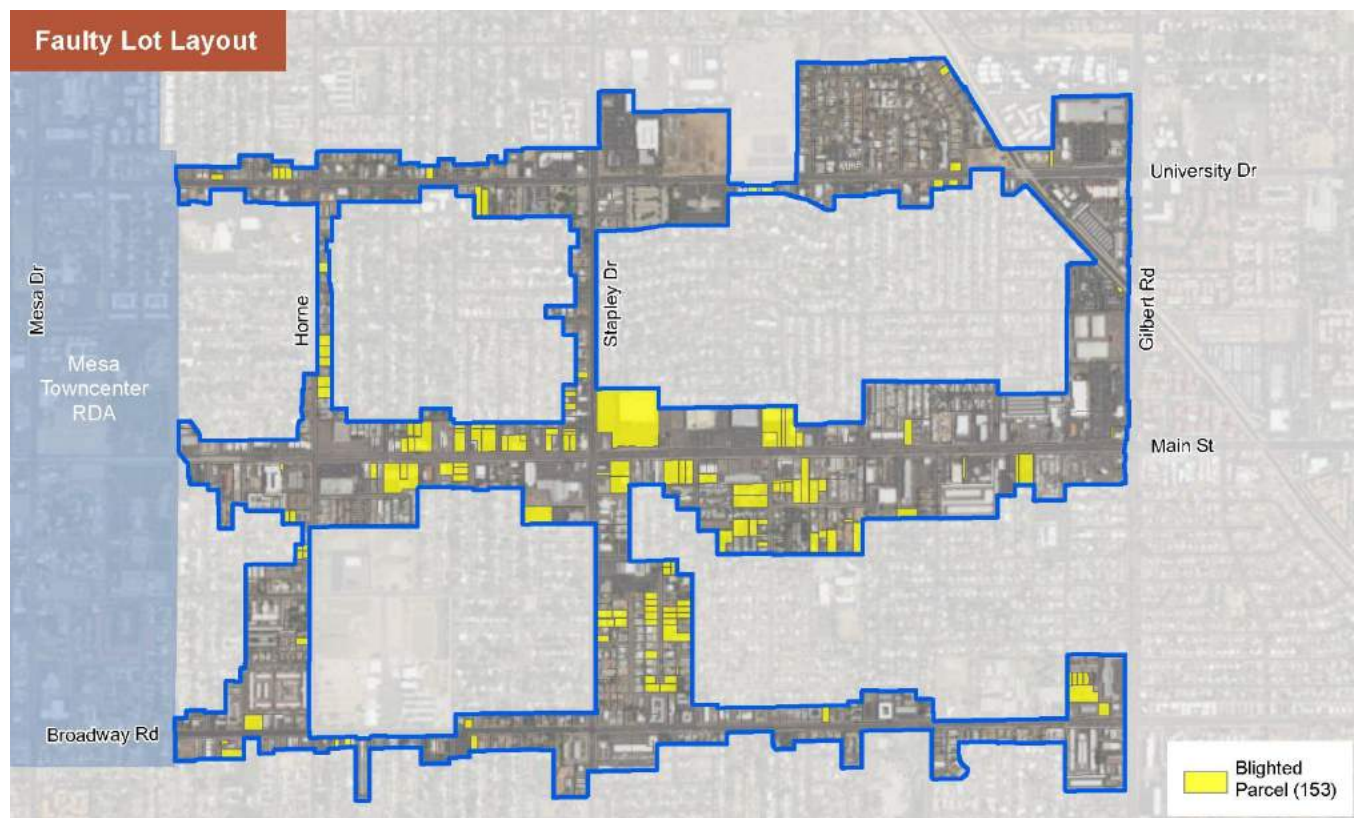 Faulty Lot Layout
University Dr
Mesa Dr
Horne
Stapley Dr
Gilbert Rd
Mesa
Towncenter
RDA
Main St
Broadway Rd
Blighted
Parcel (153)